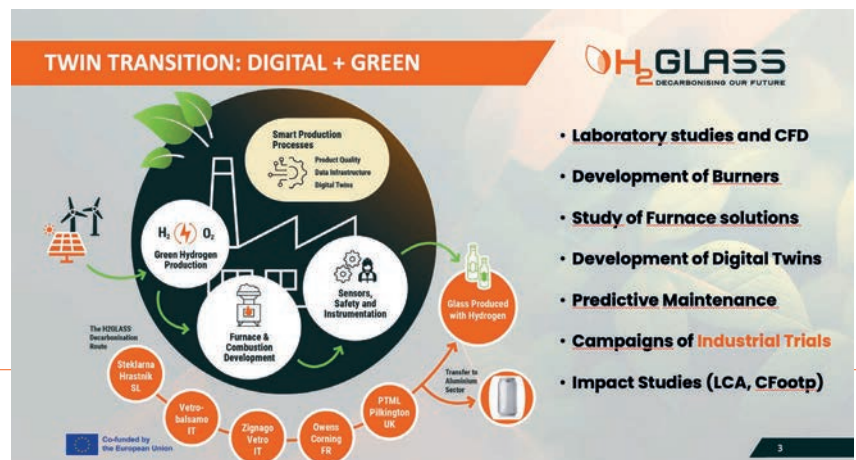 TWIN TRANSITION: DIGITAL + GREEN
H2GLASS
DECARBONISING OUR FUTURE
Smart Production
Processes
Product Quality
Data Infrastructure
Digital Twins
H₂ O₂
Green Hydrogen
Production
Furnace &
Combustion
Development
Sensors,
Safety and
Instrumentation
Glass Produced
with Hydrogen
The H2GLASS
Decarbonisation
Route
Steklarna
Hrastnik
SL
Vetro-
balsamo
IT
Zignago
Vetro
IT
Owens
Corning
FR
PTML
Pilkington
UK
Transfer to
Aluminium
Sector
• Laboratory studies and CFD
• Development of Burners
• Study of Furnace solutions
• Development of Digital Twins
• Predictive Maintenance
• Campaigns of Industrial Trials
• Impact Studies (LCA, CFootp)
Co-funded by
the European Union
3